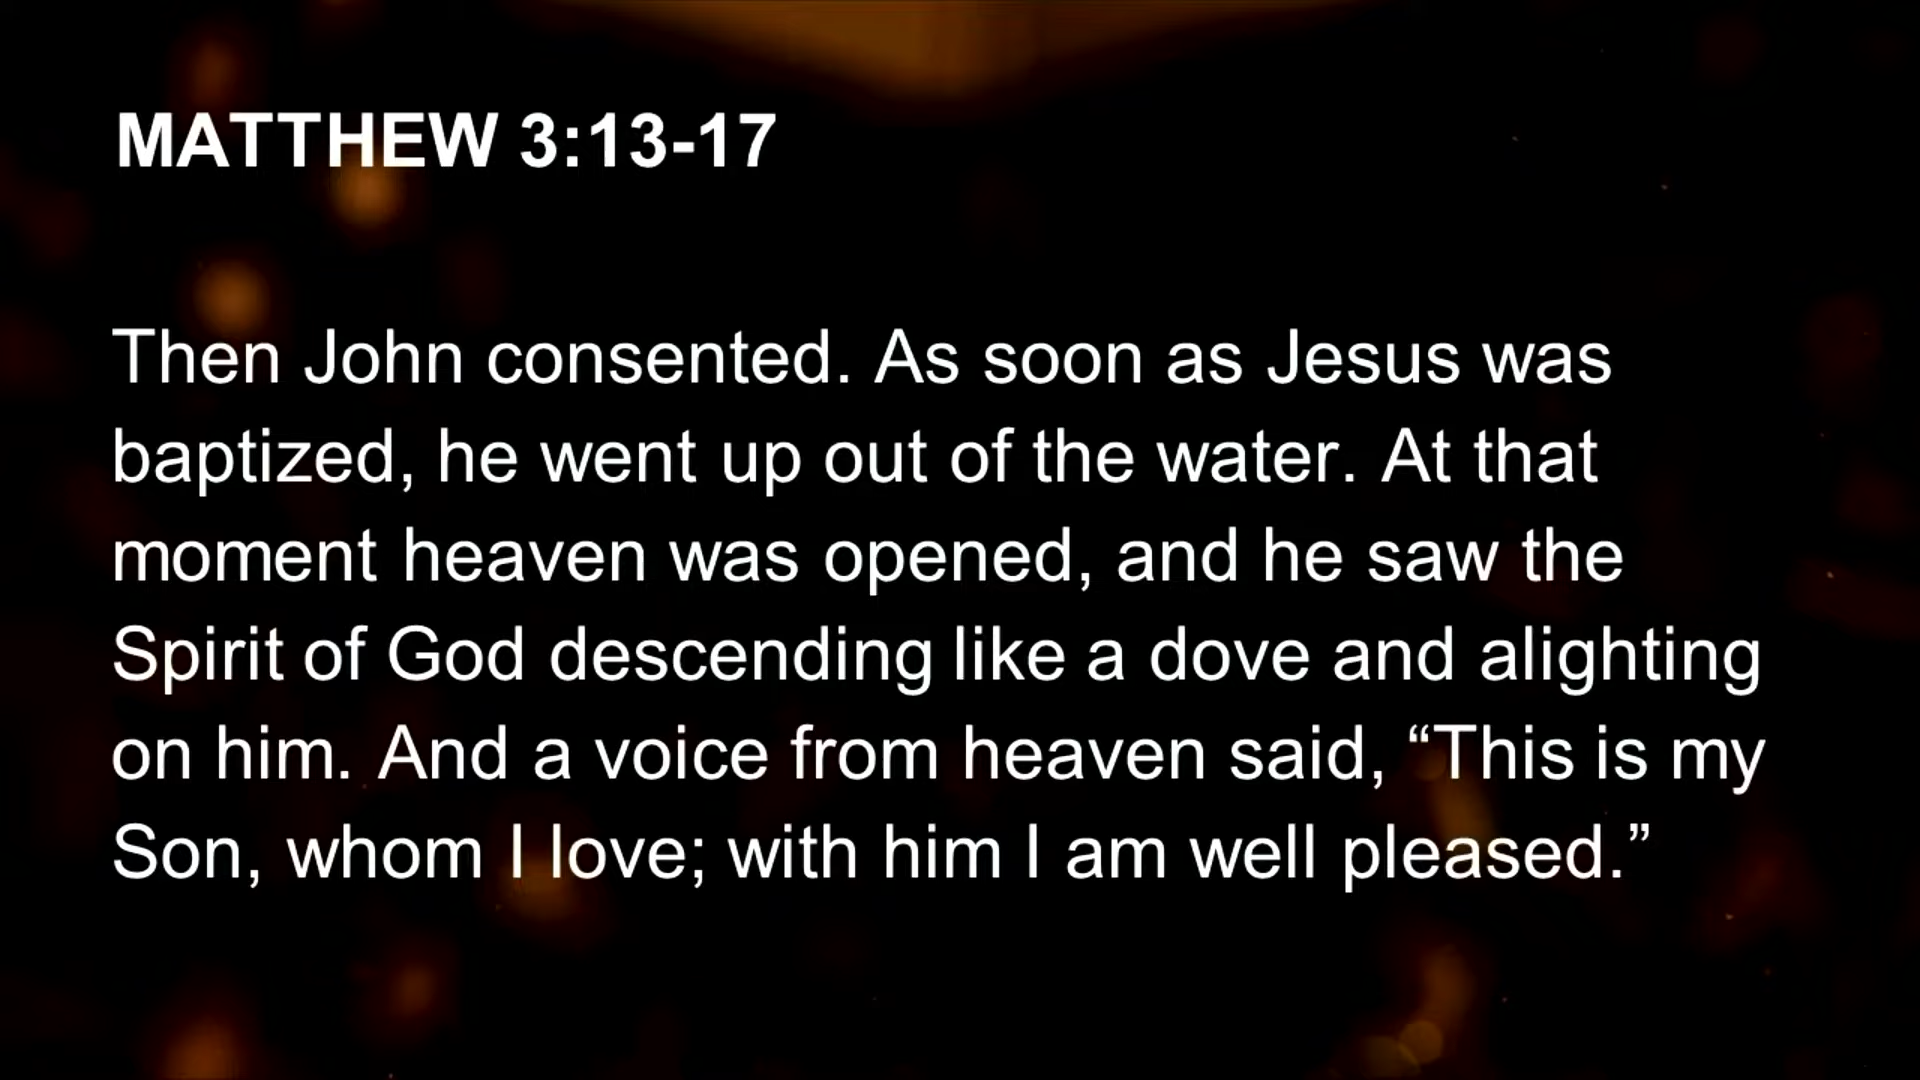 MATTHEW 3:13-17
Then John consented. As soon as Jesus was
baptized, he went up out of the water. At that
moment heaven was opened, and he saw the
Spirit of God descending like a dove and alighting
on him. And a voice from heaven said, “This is my
Son, whom I love; with him I am well pleased.”